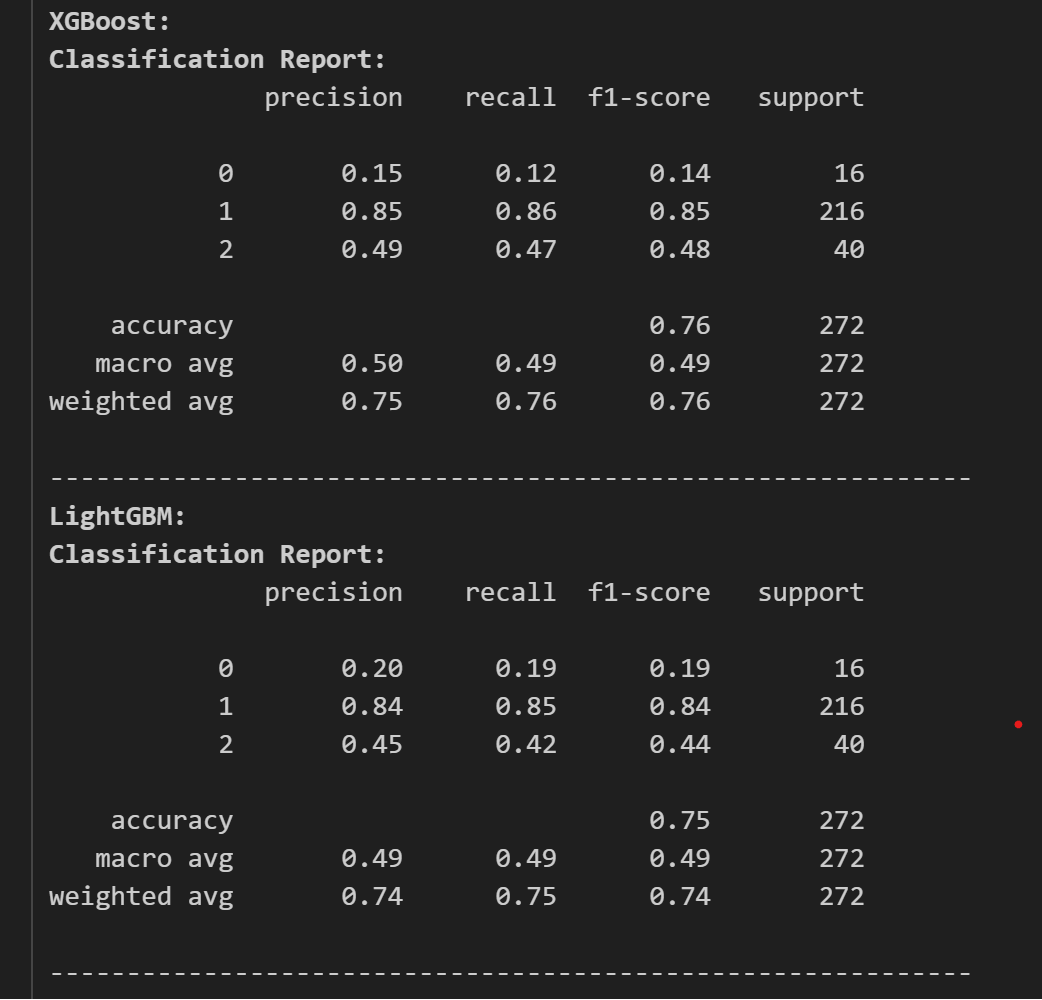 XGBoost:
Classification Report:
precision recall f1-score support
0 0.15 0.12 0.14 16
1 0.85 0.86 0.85 216
2 0.49 0.47 0.48 40
accuracy 0.76 272
macro avg 0.50 0.49 0.49 272
weighted avg 0.75 0.76 0.76 272
------------------------------------------------------------
LightGBM:
Classification Report:
precision recall f1-score support
0 0.20 0.19 0.19 16
1 0.84 0.85 0.84 216
2 0.45 0.42 0.44 40
accuracy 0.75 272
macro avg 0.49 0.49 0.49 272
weighted avg 0.74 0.75 0.74 272
------------------------------------------------------------